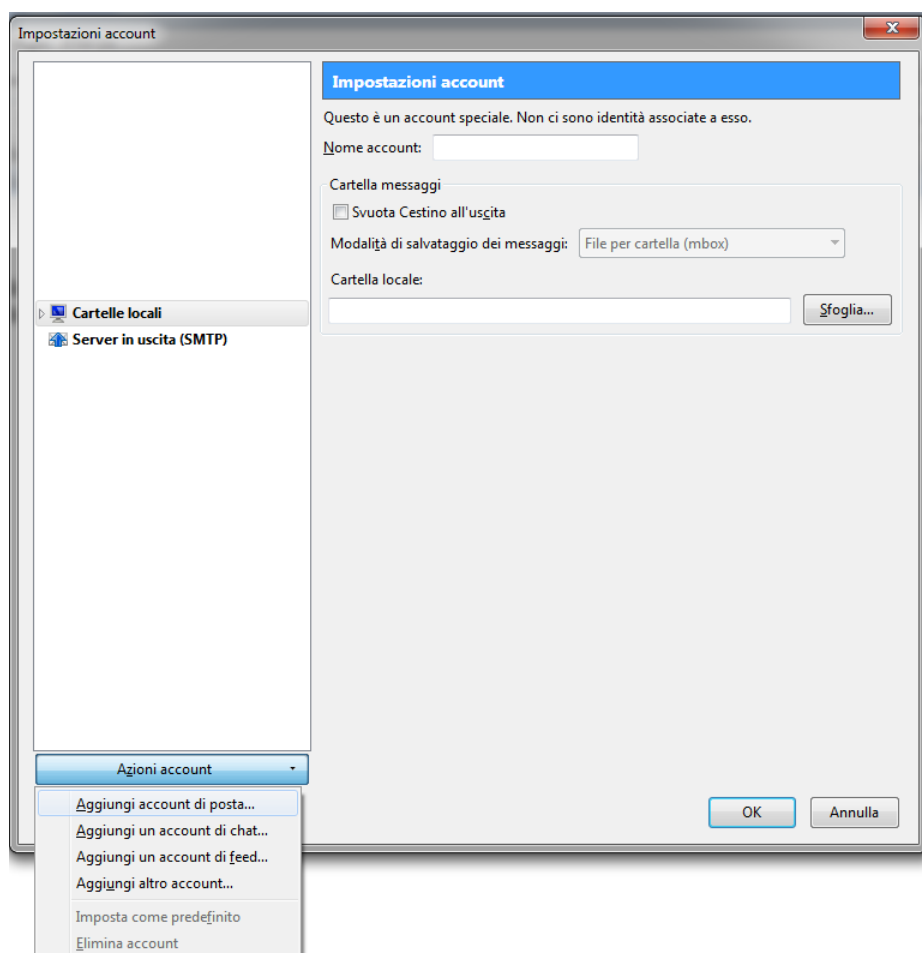 Impostazioni account
Impostazioni account
Questo è un account speciale. Non ci sono identità associate a esso.
Nome account:
Cartella messaggi
Svuota Cestino all'uscita
Modalità di salvataggio dei messaggi: File per cartella (mbox)
Cartella locale:
Sfoglia...
Cartelle locali
Server in uscita (SMTP)
Azioni account
Aggiungi account di posta...
Aggiungi un account di chat...
Aggiungi un account di feed...
Aggiungi altro account...
Imposta come predefinito
Elimina account
OK Annulla